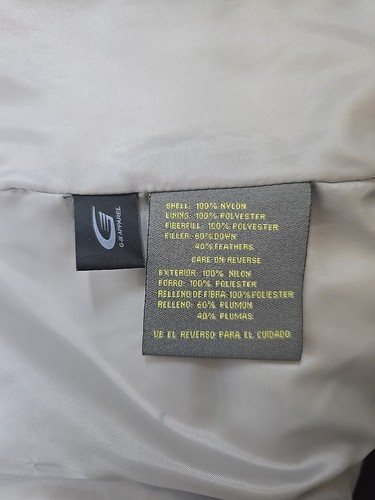 G-III APPAREL
SHELL: 100% NYLON
LINING: 100% POLYESTER
FIBERFILL: 100% POLYESTER
FILLER: 60% DOWN
40% FEATHERS
CARE ON REVERSE
EXTERIOR: 100% NILON
FORRO: 100% POLIESTER
RELLENO DE FIBRA: 100% POLIESTER
RELLENO: 60% PLUMON
40% PLUMAS
VE EL REVERSO PARA EL CUIDADO